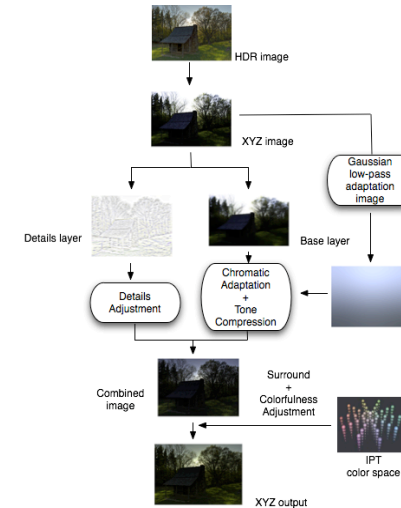 HDR image
XYZ image
Gaussian
low-pass
adaptation
image
Details layer
Base layer
Details
Adjustment
Chromatic
Adaptation
+
Tone
Compression
Combined
image
Surround
+
Colorfulness
Adjustment
IPT
color space
XYZ output